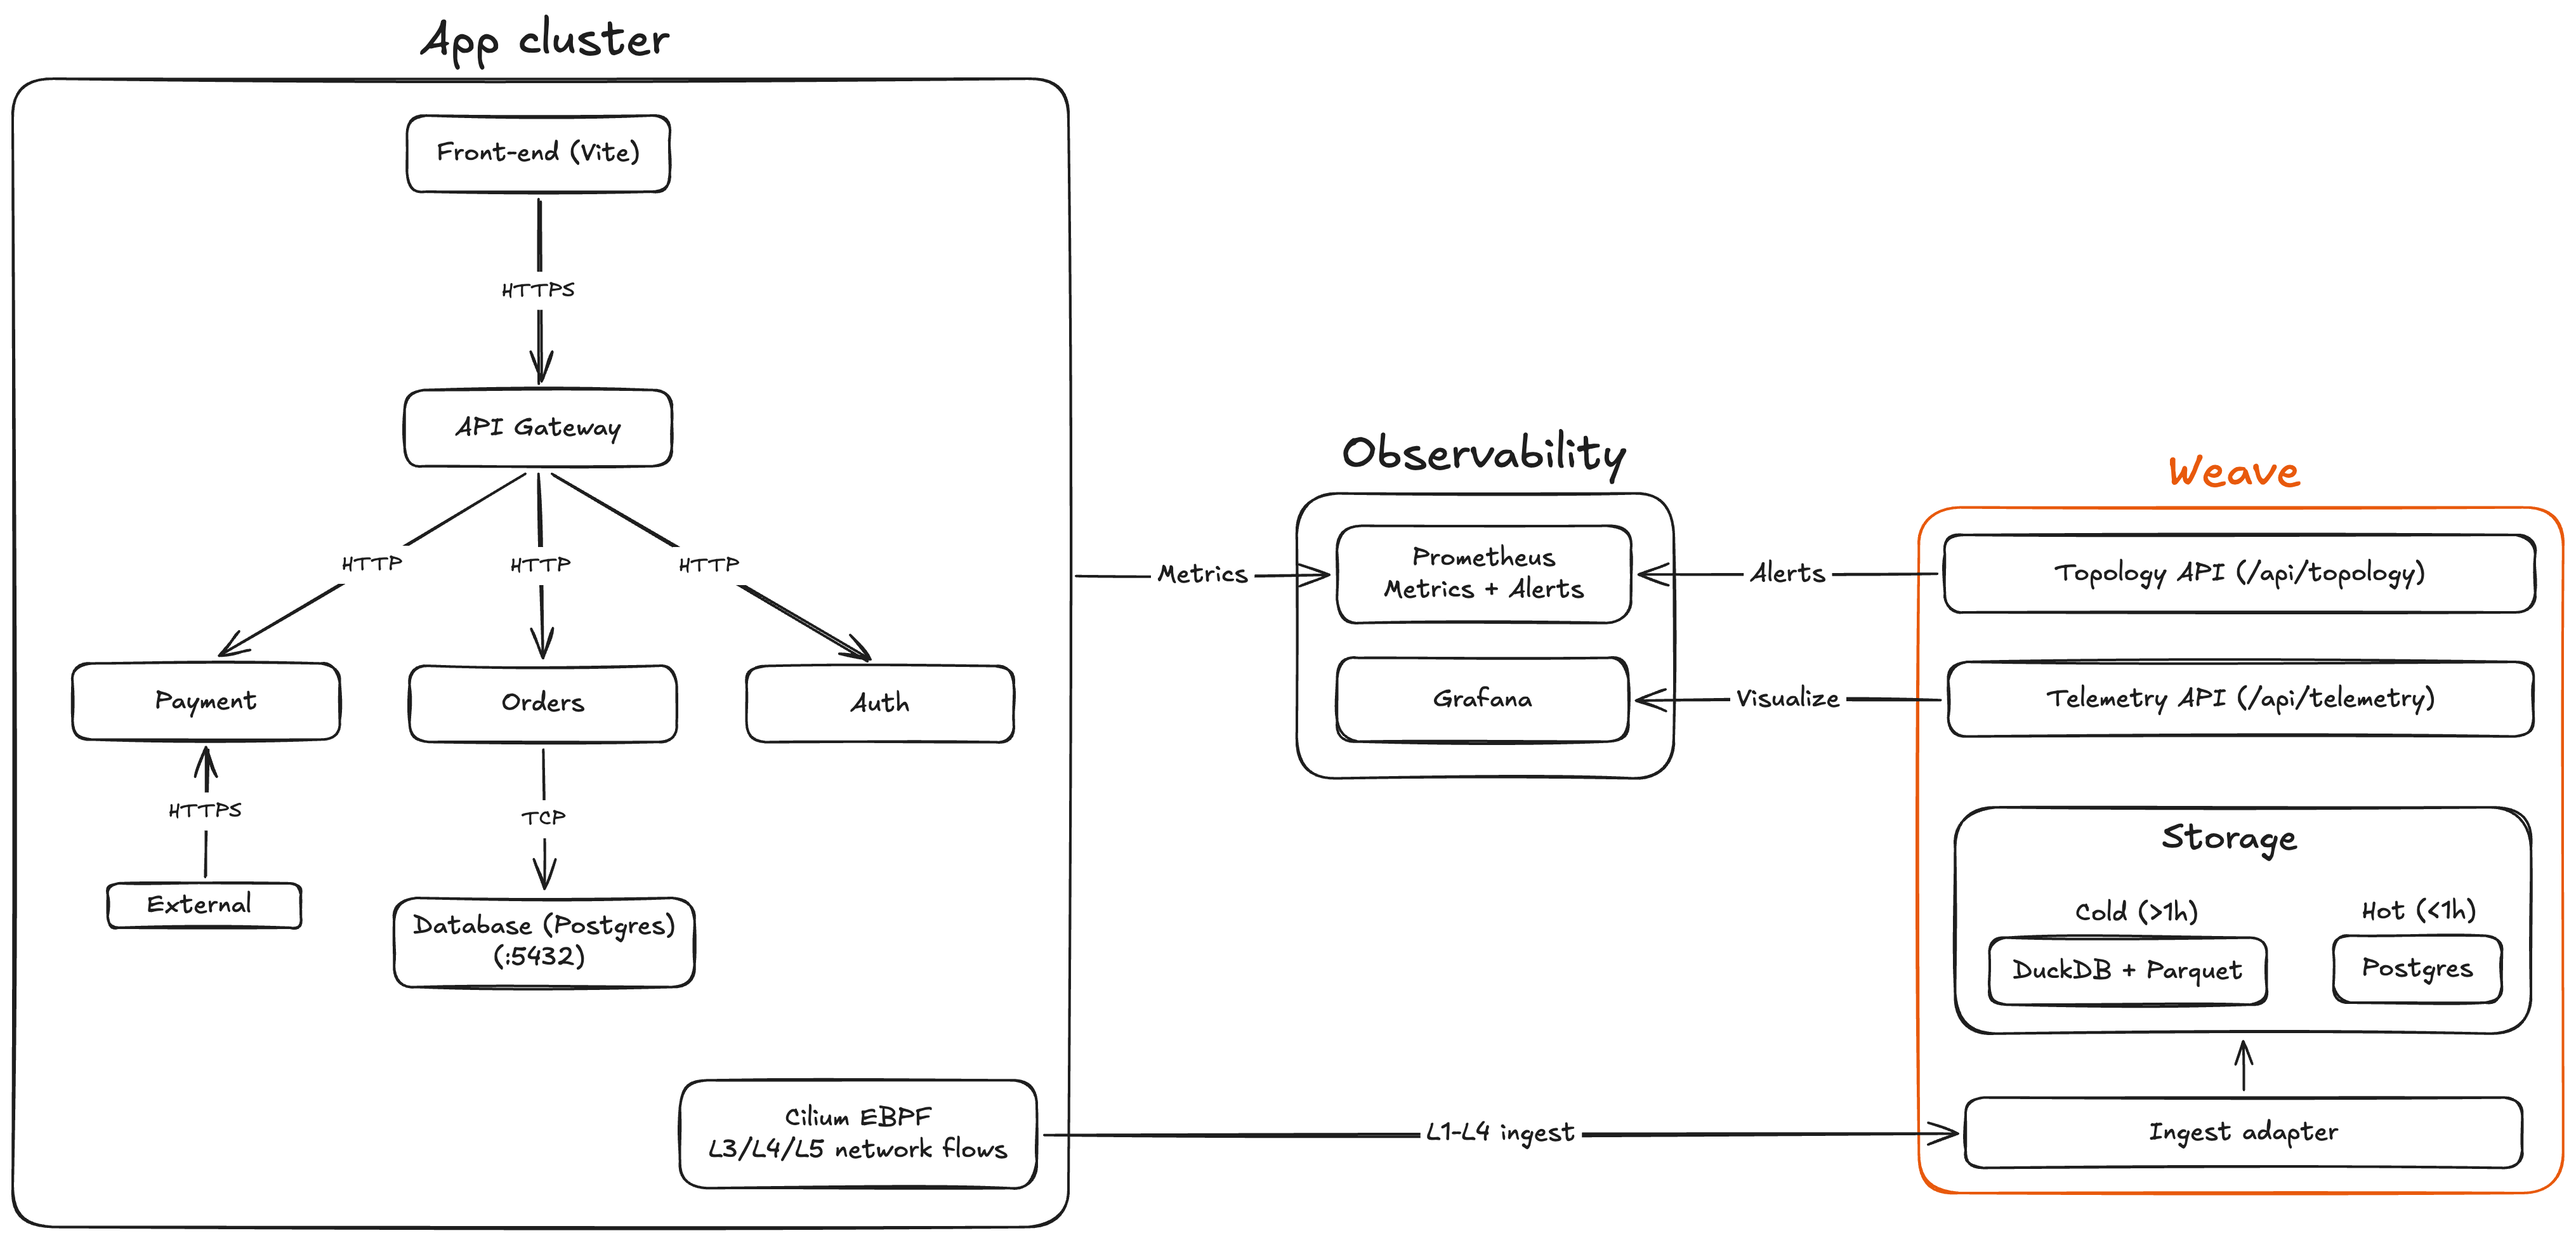 App cluster
Front-end (Vite)
HTTPS
API Gateway
HTTP
HTTP
HTTP
Payment
Orders
Auth
HTTPS
TCP
External
Database (Postgres)
(:5432)
Cilium EBPF
L3/L4/L5 network flows
Metrics
L1-L4 ingest
Observability
Prometheus
Metrics + Alerts
Grafana
Alerts
Visualize
Weave
Topology API (/api/topology)
Telemetry API (/api/telemetry)
Storage
Cold (>1h)
Hot (<1h)
DuckDB + Parquet
Postgres
Ingest adapter